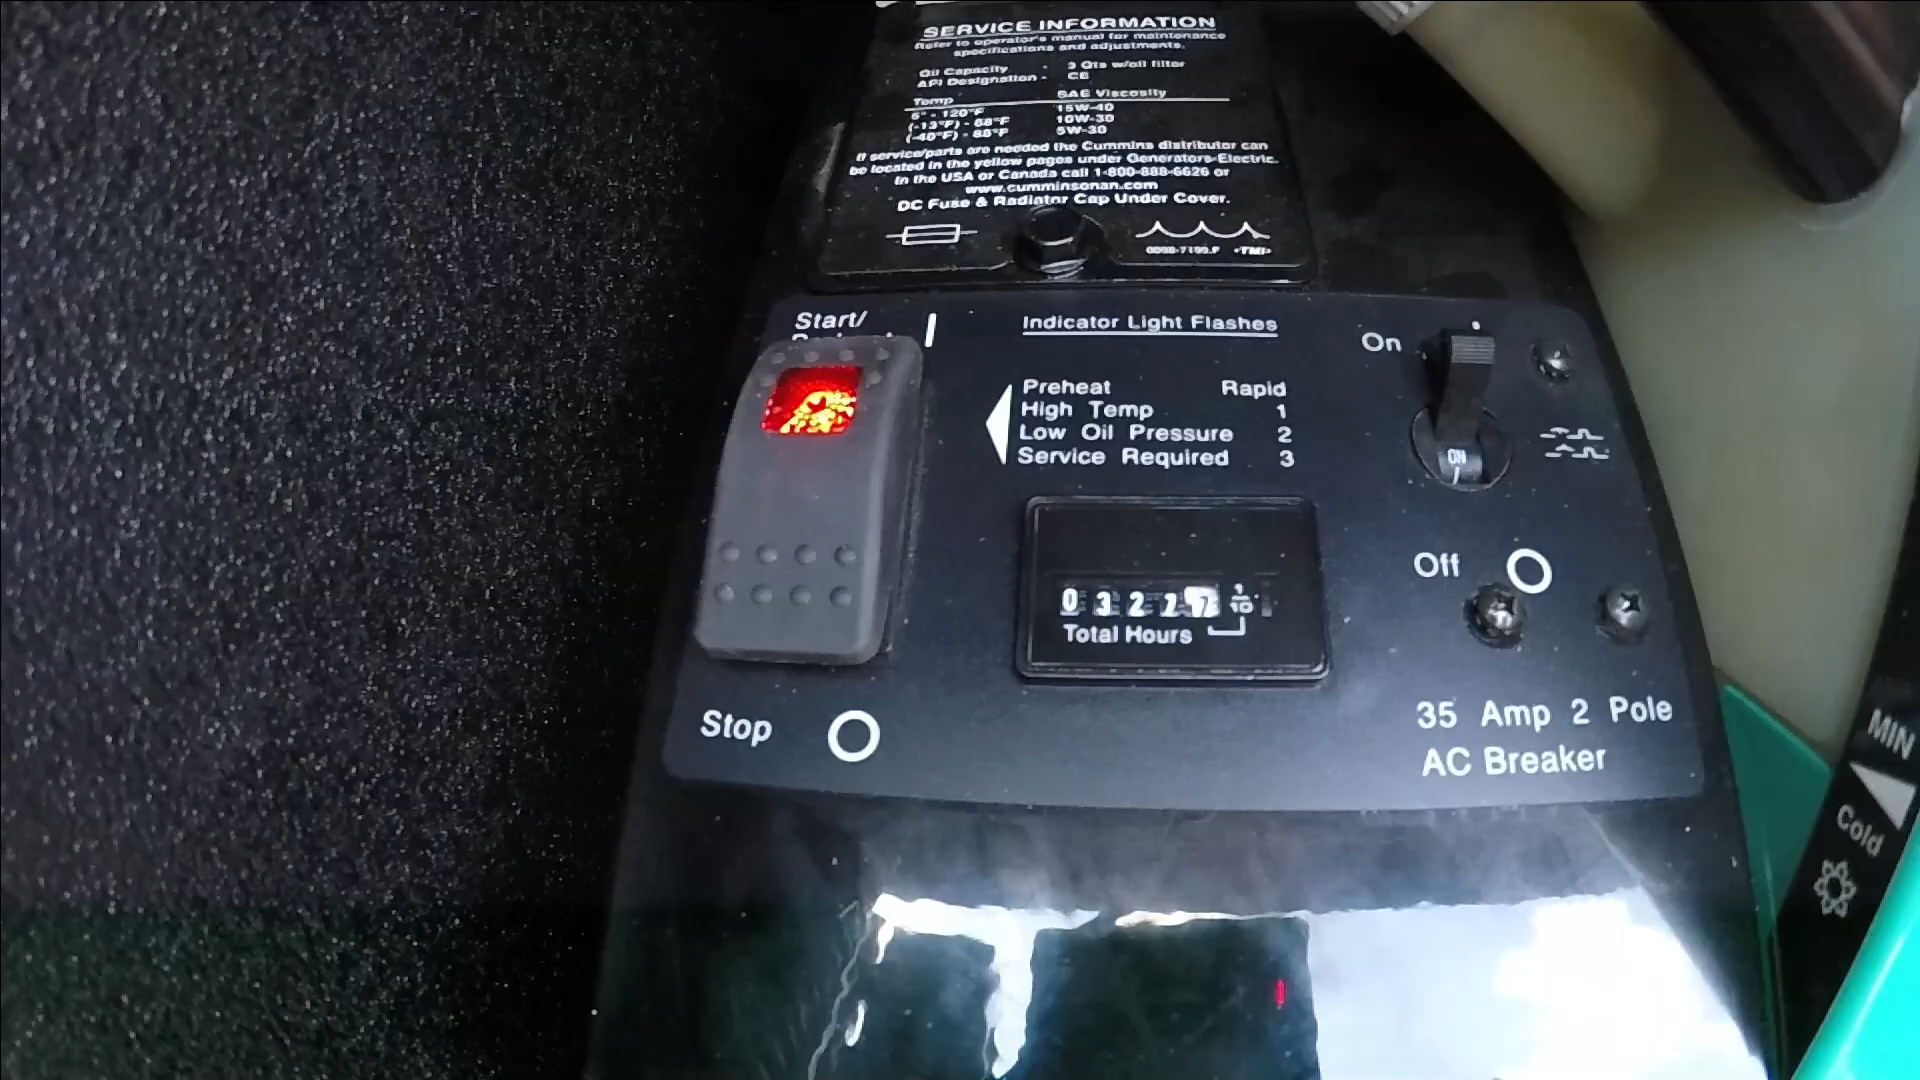 SERVICE INFORMATION
Refer to operator's manual for maintenance
specifications and adjustments.
Oil Capacity - 3 Qts w/oil filter
API Designation - CE
Temp SAE Viscosity
5° - 120°F 15W-40
(-13°F) - 68°F 10W-30
(-40°F) - 88°F 5W-30
If service/parts are needed the Cummins distributor can
be located in the yellow pages under Generators-Electric.
In the USA or Canada call 1-800-888-6626 or
www.cumminsonan.com
DC Fuse & Radiator Cap Under Cover.
Start/
Indicator Light Flashes
Preheat Rapid
High Temp 1
Low Oil Pressure 2
Service Required 3
On
ON
Off
0 3 2 2 7 1/10
Total Hours
Stop
35 Amp 2 Pole
AC Breaker
MIN
Cold